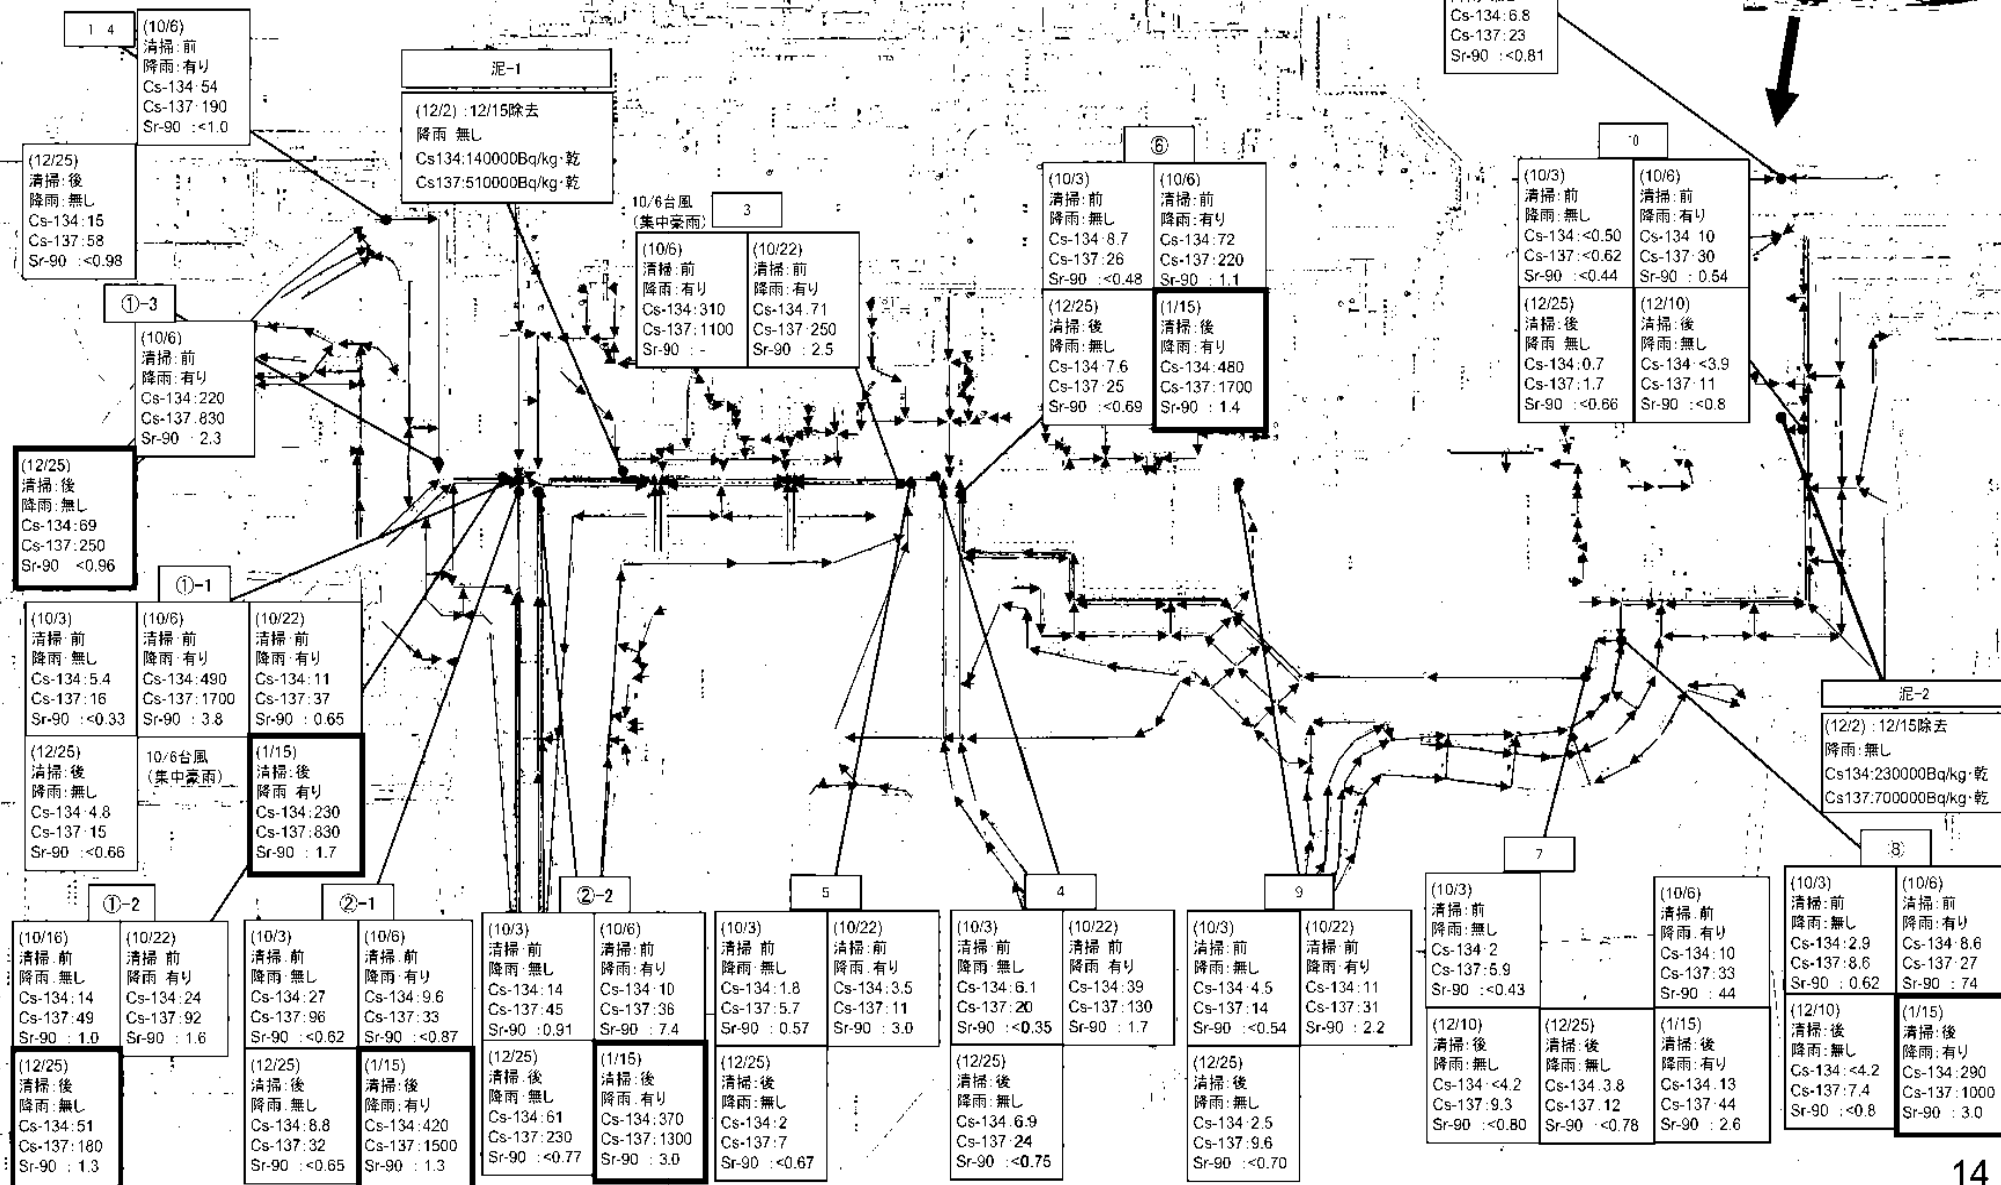 1 4
(10/6)
清掃:前
降雨:有り
Cs-134:54
Cs-137:190
Sr-90 :<1.0
(12/25)
清掃:後
降雨:無し
Cs-134:15
Cs-137:58
Sr-90 :<0.98
泥-1
(12/2) :12/15除去
降雨 無し
Cs134:140000Bq/kg・乾
Cs137:510000Bq/kg・乾
Cs-134:6.8
Cs-137:23
Sr-90 :<0.81
10/6台風
(集中豪雨)
3
(10/6)
清掃:前
降雨:有り
Cs-134:310
Cs-137:1100
Sr-90 : -
(10/22)
清掃:前
降雨:有り
Cs-134:71
Cs-137:250
Sr-90 : 2.5
⑥
(10/3)
清掃:前
降雨:無し
Cs-134:8.7
Cs-137:26
Sr-90 :<0.48
(10/6)
清掃:前
降雨:有り
Cs-134:72
Cs-137:220
Sr-90 : 1.1
(12/25)
清掃:後
降雨:無し
Cs-134:7.6
Cs-137:25
Sr-90 :<0.69
(1/15)
清掃:後
降雨:有り
Cs-134:480
Cs-137:1700
Sr-90 : 1.4
10
(10/3)
清掃:前
降雨:無し
Cs-134:<0.50
Cs-137:<0.62
Sr-90 :<0.44
(10/6)
清掃:前
降雨:有り
Cs-134 10
Cs-137:30
Sr-90 : 0.54
(12/25)
清掃:後
降雨 無し
Cs-134:0.7
Cs-137:1.7
Sr-90 :<0.66
(12/10)
清掃:後
降雨:無し
Cs-134:<3.9
Cs-137:11
Sr-90 :<0.8
①-3
(10/6)
清掃:前
降雨:有り
Cs-134:220
Cs-137:830
Sr-90 : 2.3
(12/25)
清掃:後
降雨:無し
Cs-134:69
Cs-137:250
Sr-90 <0.96
①-1
(10/3)
清掃:前
降雨:無し
Cs-134:5.4
Cs-137:16
Sr-90 :<0.33
(10/6)
清掃:前
降雨:有り
Cs-134:490
Cs-137:1700
Sr-90 : 3.8
(10/22)
清掃:前
降雨:有り
Cs-134:11
Cs-137:37
Sr-90 : 0.65
(12/25)
清掃:後
降雨:無し
Cs-134:4.8
Cs-137:15
Sr-90 :<0.66
10/6台風
(集中豪雨)
(1/15)
清掃:後
降雨 有り
Cs-134:230
Cs-137:830
Sr-90 : 1.7
泥-2
(12/2) :12/15除去
降雨:無し
Cs134:230000Bq/kg・乾
Cs137:700000Bq/kg・乾
①-2
(10/16)
清掃:前
降雨:無し
Cs-134:14
Cs-137:49
Sr-90 : 1.0
(10/22)
清掃 前
降雨 有り
Cs-134:24
Cs-137:92
Sr-90 : 1.6
(12/25)
清掃:後
降雨:無し
Cs-134:51
Cs-137:180
Sr-90 : 1.3
②-1
(10/3)
清掃:前
降雨:無し
Cs-134:27
Cs-137:96
Sr-90 :<0.62
(10/6)
清掃:前
降雨:有り
Cs-134:9.6
Cs-137:33
Sr-90 :<0.87
(12/25)
清掃:後
降雨:無し
Cs-134:8.8
Cs-137:32
Sr-90 :<0.65
(1/15)
清掃:後
降雨:有り
Cs-134:420
Cs-137:1500
Sr-90 : 1.3
②-2
(10/3)
清掃:前
降雨:無し
Cs-134:14
Cs-137:45
Sr-90 :0.91
(10/6)
清掃:前
降雨:有り
Cs-134:10
Cs-137:36
Sr-90 : 7.4
(12/25)
清掃:後
降雨:無し
Cs-134:61
Cs-137:230
Sr-90 :<0.77
(1/15)
清掃:後
降雨:有り
Cs-134:370
Cs-137:1300
Sr-90 : 3.0
5
(10/3)
清掃 前
降雨:無し
Cs-134:1.8
Cs-137:5.7
Sr-90 : 0.57
(10/22)
清掃:前
降雨:有り
Cs-134:3.5
Cs-137:11
Sr-90 : 3.0
(12/25)
清掃:後
降雨:無し
Cs-134:2
Cs-137:7
Sr-90 :<0.67
4
(10/3)
清掃:前
降雨:無し
Cs-134:6.1
Cs-137:20
Sr-90 :<0.35
(10/22)
清掃 前
降雨 有り
Cs-134:39
Cs-137:130
Sr-90 : 1.7
(12/25)
清掃:後
降雨:無し
Cs-134:6.9
Cs-137:24
Sr-90 :<0.75
9
(10/3)
清掃:前
降雨:無し
Cs-134:4.5
Cs-137:14
Sr-90 :<0.54
(10/22)
清掃:前
降雨:有り
Cs-134:11
Cs-137:31
Sr-90 : 2.2
(12/25)
清掃:後
降雨:無し
Cs-134:2.5
Cs-137:9.6
Sr-90 :<0.70
7
(10/3)
清掃:前
降雨:無し
Cs-134:2
Cs-137:5.9
Sr-90 :<0.43
(10/6)
清掃:前
降雨:有り
Cs-134:10
Cs-137:33
Sr-90 : 44
(12/10)
清掃:後
降雨:無し
Cs-134:<4.2
Cs-137:9.3
Sr-90 :<0.80
(12/25)
清掃:後
降雨:無し
Cs-134:3.8
Cs-137:12
Sr-90 :<0.78
(1/15)
清掃:後
降雨:有り
Cs-134:13
Cs-137:44
Sr-90 : 2.6
⑧
(10/3)
清掃:前
降雨:無し
Cs-134:2.9
Cs-137:8.6
Sr-90 : 0.62
(10/6)
清掃:前
降雨:有り
Cs-134:8.6
Cs-137:27
Sr-90 : 74
(12/10)
清掃:後
降雨:無し
Cs-134:<4.2
Cs-137:7.4
Sr-90 :<0.8
(1/15)
清掃:後
降雨:有り
Cs-134:290
Cs-137:1000
Sr-90 : 3.0
14